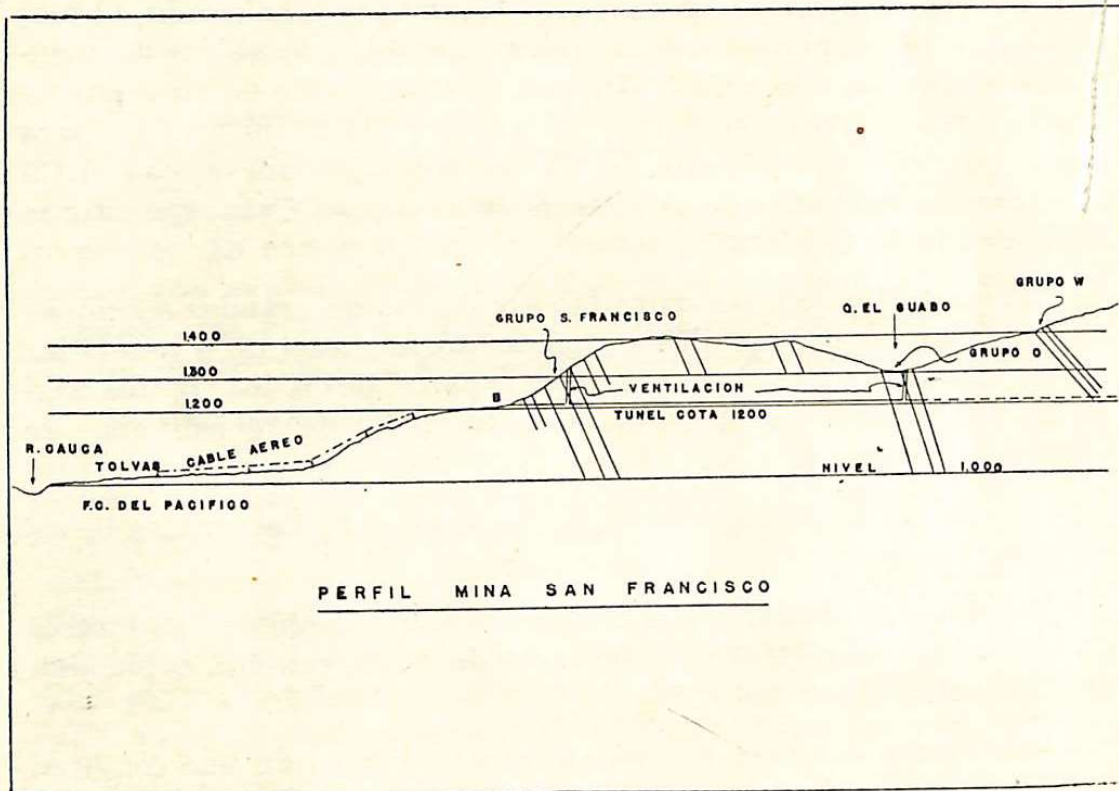 GRUPO W
GRUPO S. FRANCISCO
Q. EL GUABO
1,400
GRUPO O
1,300
VENTILACION
1,200
B
TUNEL COTA 1200
R. CAUCA
TOLVAS
CABLE AEREO
NIVEL 1,000
F.C. DEL PACIFICO
PERFIL MINA SAN FRANCISCO